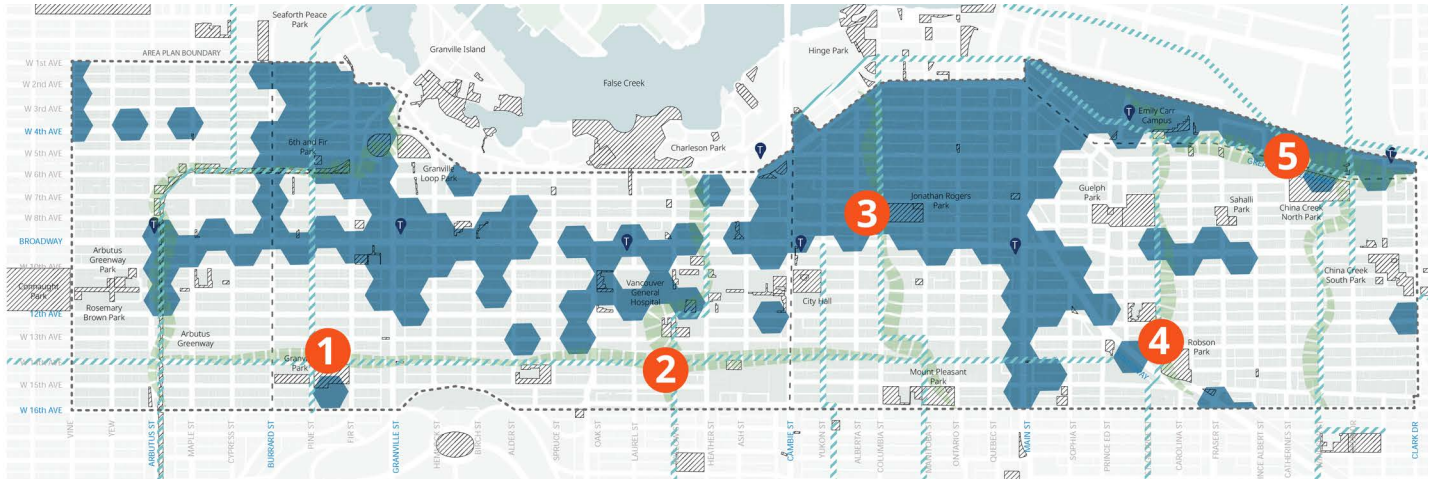 Seaforth Peace
Park
Granville Island
Hinge Park
AREA PLAN BOUNDARY
False Creek
W 1st AVE
W 2nd AVE
W 3rd AVE
W 4th AVE
W 5th AVE
W 6th AVE
W 7th AVE
W 8th AVE
BROADWAY
12th AVE
W 13th AVE
W 15th AVE
W 16th AVE
6th and Fir
Park
Granville
Loop Park
Charleson Park
Emily Carr
Campus
T
T
T
T
T
T
T
T
Jonathan Rogers
Park
Guelph
Park
Sahalli
Park
China Creek
North Park
Arbutus
Greenway
Park
Connaught
Park
Rosemary
Brown Park
Vancouver
General
Hospital
City Hall
China Creek
South Park
Arbutus
Greenway
Robson
Park
Mount Pleasant
Park
1
2
3
4
5
VINE
YEW
ARBUTUS ST
MAPLE ST
CYPRESS ST
BURRARD ST
PINE ST
FIR ST
GRANVILLE ST
BIRCH ST
ALDER ST
SPRUCE ST
OAK ST
LAUREL ST
HEATHER ST
ASH ST
CAMBIE ST
YUKON ST
ALBERTA ST
COLUMBIA ST
MANITOBA ST
ONTARIO ST
QUEBEC ST
MAIN ST
SOPHIA ST
PRINCE ED ST
CAROLINA ST
FRASER ST
INCE ALBERT ST
CATHERINES ST
CLARK DR